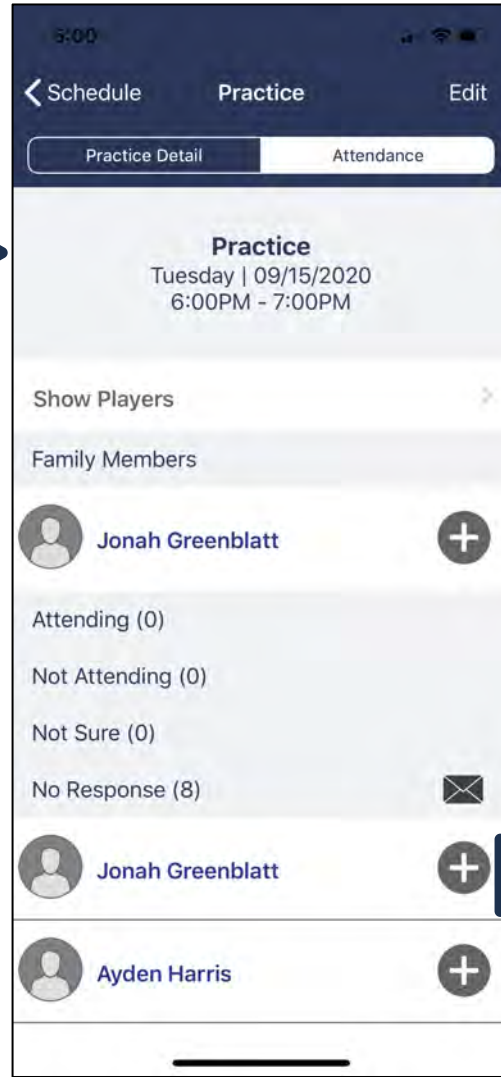 5:00
Schedule Practice Edit
Practice Detail Attendance
Practice
Tuesday | 09/15/2020
6:00PM - 7:00PM
Show Players
Family Members
Jonah Greenblatt
Attending (0)
Not Attending (0)
Not Sure (0)
No Response (8)
Jonah Greenblatt
Ayden Harris